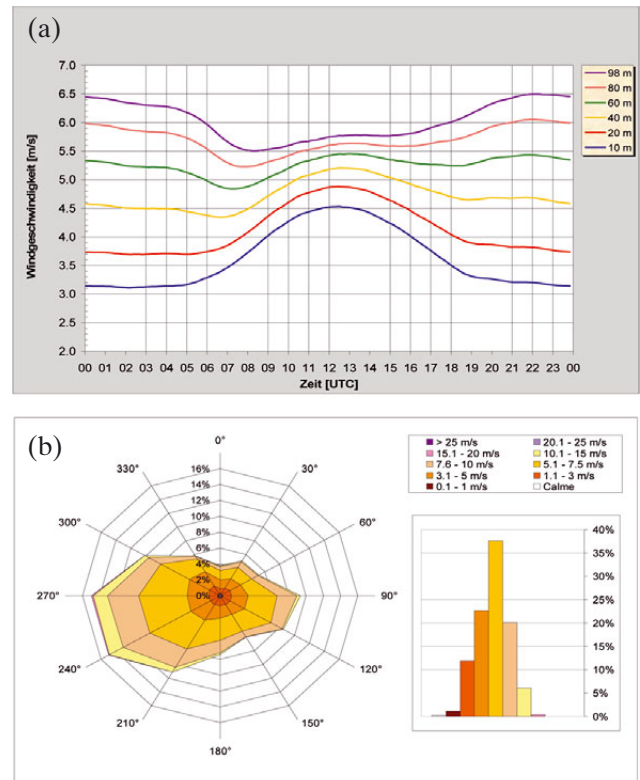 (a)
7.0
6.5
6.0
5.5
5.0
4.5
4.0
3.5
3.0
2.5
2.0
Windgeschwindigkeit [m/s]
00 01 02 03 04 05 06 07 08 09 10 11 12 13 14 15 16 17 18 19 20 21 22 23 00
Zeit [UTC]
98 m
80 m
60 m
40 m
20 m
10 m
(b)
0°
30°
60°
90°
120°
150°
180°
210°
240°
270°
300°
330°
16%
14%
12%
10%
8%
6%
4%
2%
0%
> 25 m/s 20.1 - 25 m/s
15.1 - 20 m/s 10.1 - 15 m/s
7.6 - 10 m/s 5.1 - 7.5 m/s
3.1 - 5 m/s 1.1 - 3 m/s
0.1 - 1 m/s Calme
40%
35%
30%
25%
20%
15%
10%
5%
0%